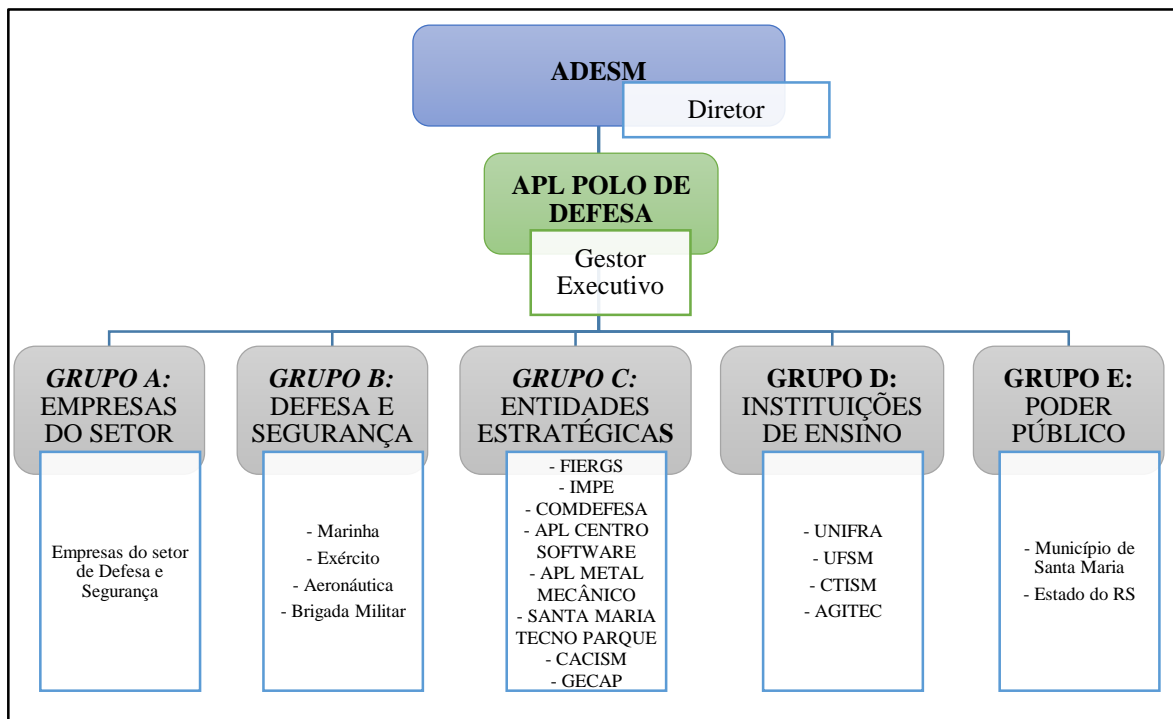 ADESM
Diretor
APL POLO DE
DEFESA
Gestor
Executivo
GRUPO A:
EMPRESAS
DO SETOR
Empresas do setor
de Defesa e
Segurança
GRUPO B:
DEFESA E
SEGURANÇA
- Marinha
- Exército
- Aeronáutica
- Brigada Militar
GRUPO C:
ENTIDADES
ESTRATÉGICAS
- FIERGS
- IMPE
- COMDEFESA
- APL CENTRO
SOFTWARE
- APL METAL
MECÂNICO
- SANTA MARIA
TECNO PARQUE
- CACISM
- GECAP
GRUPO D:
INSTITUIÇÕES
DE ENSINO
- UNIFRA
- UFSM
- CTISM
- AGITEC
GRUPO E:
PODER
PÚBLICO
- Município de
Santa Maria
- Estado do RS